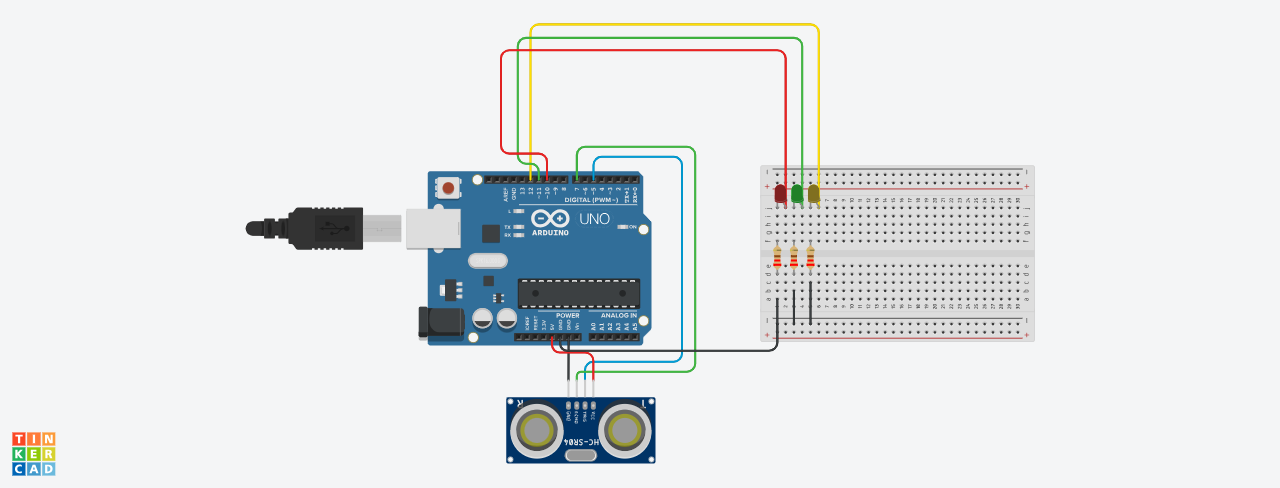 AREF
GND
13
12
~11
~10
~9
8
7
~6
~5
4
~3
2
TX→1
RX←0
DIGITAL (PWM~)
L
TX
RX
UNO
ARDUINO
ON
POWER
ANALOG IN
IOREF
RESET
3.3V
5V
GND
GND
Vin
A0
A1
A2
A3
A4
A5
GND
ECHO
TRIG
VCC
R
T
HC-SR04
j
i
h
g
f
e
d
c
b
a
TIN
KER
CAD